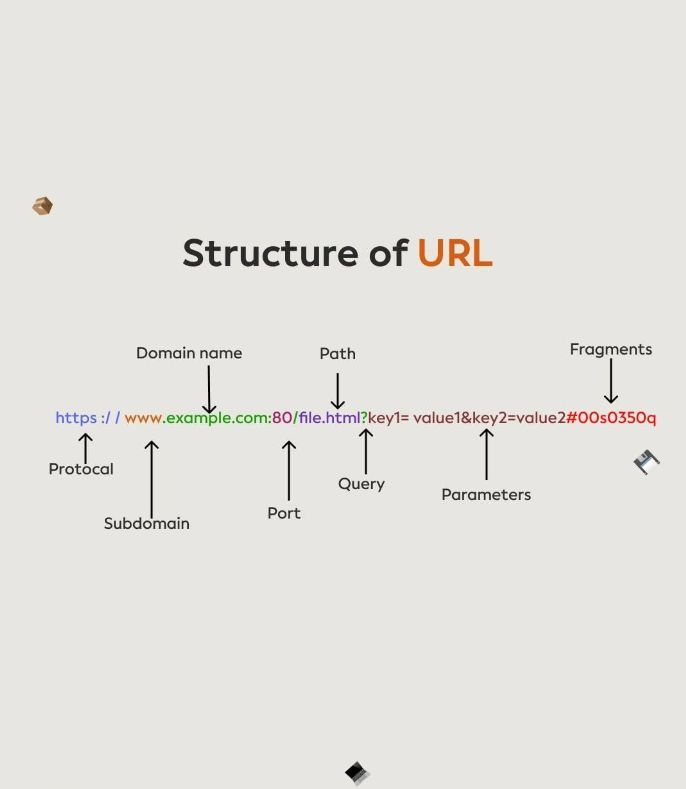 Structure of URL
Domain name
Path
Fragments
https :/ / www.example.com:80/file.html?key1= value1&key2=value2#00s0350q
Protocal
Subdomain
Port
Query
Parameters